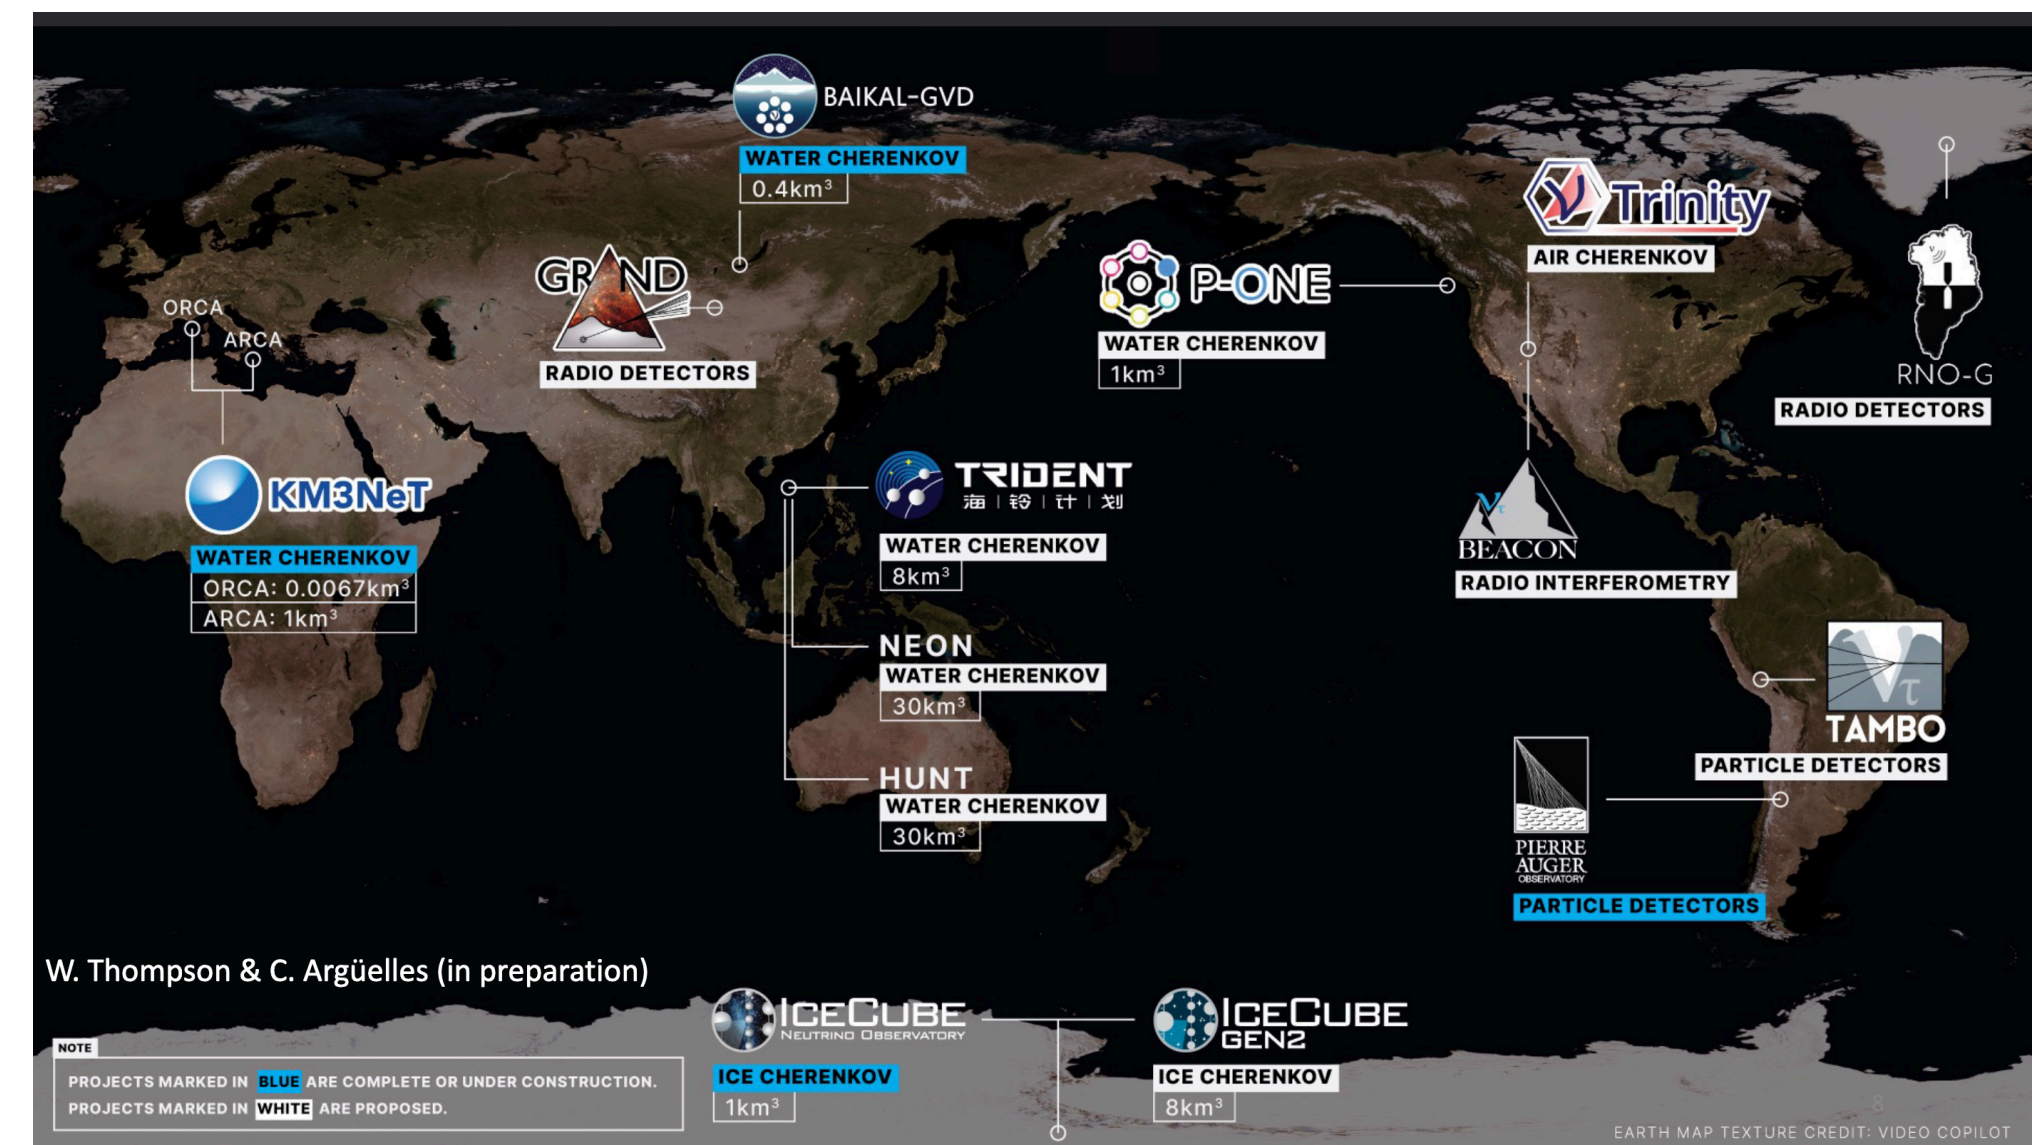 BAIKAL-GVD
WATER CHERENKOV
0.4km³
GRAND
RADIO DETECTORS
ORCA
ARCA
KM3NeT
WATER CHERENKOV
ORCA: 0.0067km³
ARCA: 1km³
P-ONE
WATER CHERENKOV
1km³
ν Trinity
AIR CHERENKOV
RNO-G
RADIO DETECTORS
TRIDENT
海|铃|计|划
WATER CHERENKOV
8km³
NEON
WATER CHERENKOV
30km³
HUNT
WATER CHERENKOV
30km³
ντ
BEACON
RADIO INTERFEROMETRY
ντ
TAMBO
PARTICLE DETECTORS
PIERRE
AUGER
OBSERVATORY
PARTICLE DETECTORS
W. Thompson & C. Argüelles (in preparation)
ICECUBE
NEUTRINO OBSERVATORY
ICE CHERENKOV
1km³
ICECUBE
GEN2
ICE CHERENKOV
8km³
NOTE
PROJECTS MARKED IN BLUE ARE COMPLETE OR UNDER CONSTRUCTION.
PROJECTS MARKED IN WHITE ARE PROPOSED.
8
EARTH MAP TEXTURE CREDIT: VIDEO COPILOT